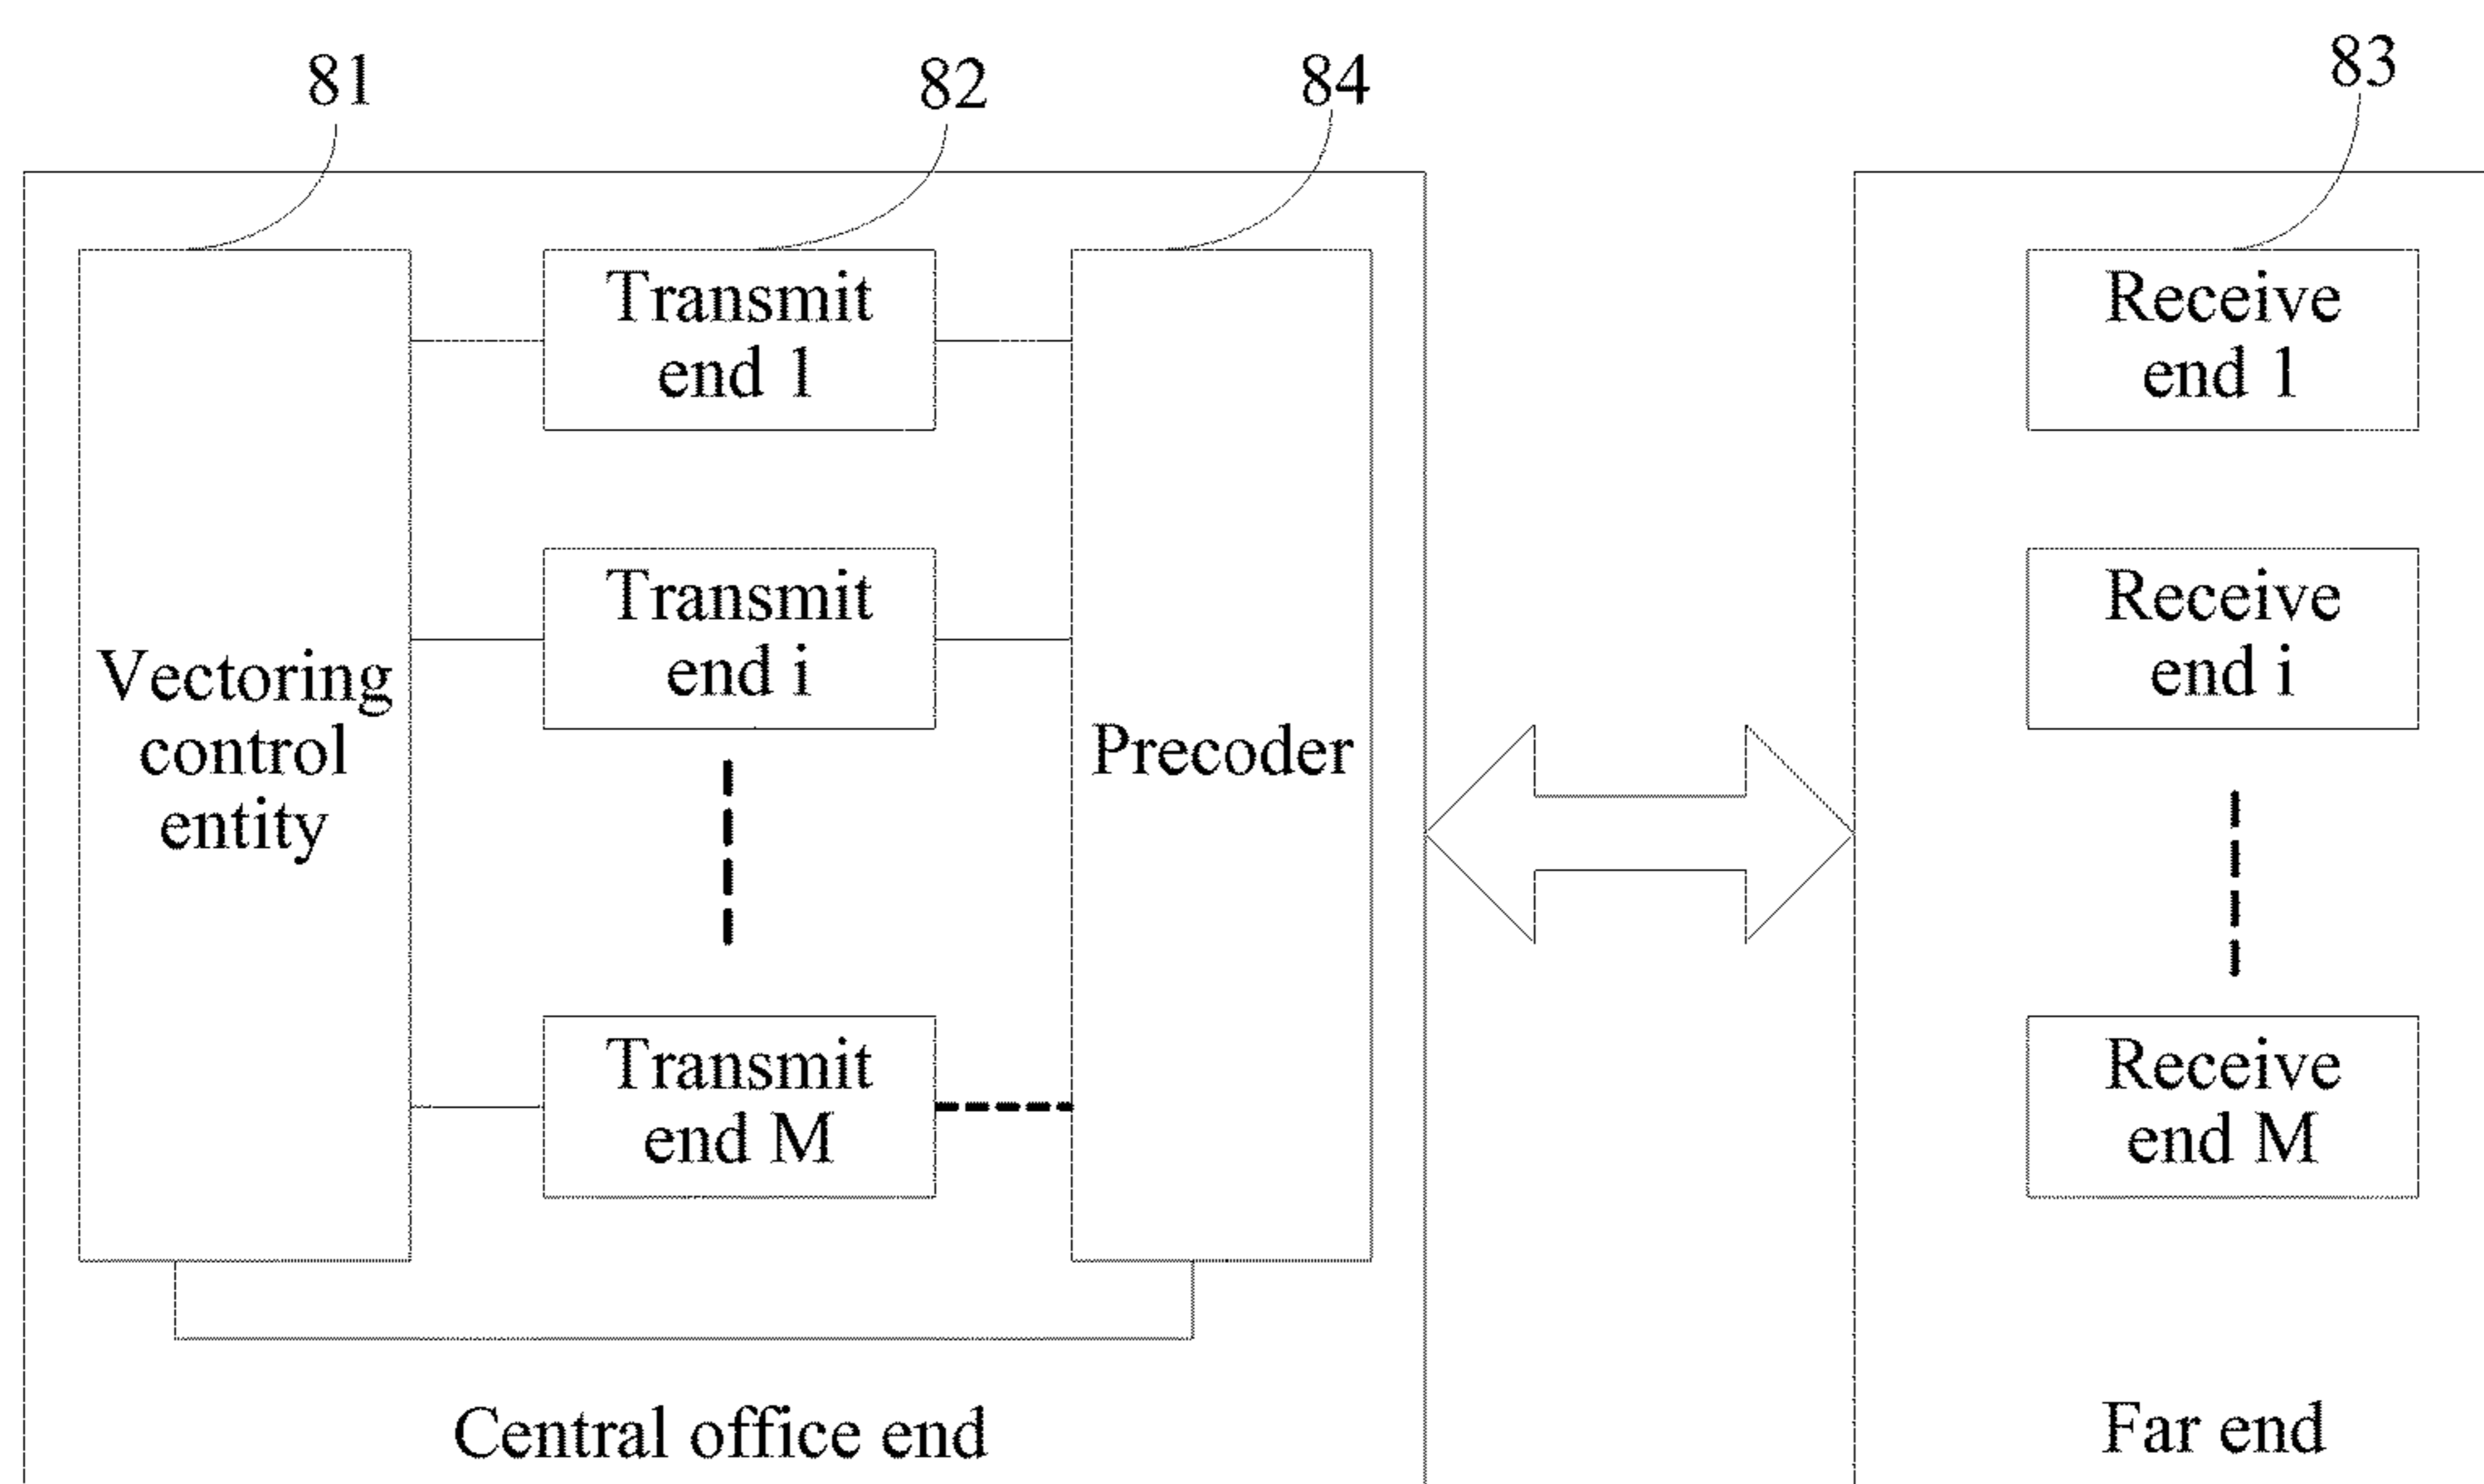 81
82
84
83
Transmit
end 1
Receive
end 1
Transmit
end i
Receive
end i
Vectoring
control
entity
Precoder
Transmit
end M
Receive
end M
Central office end
Far end